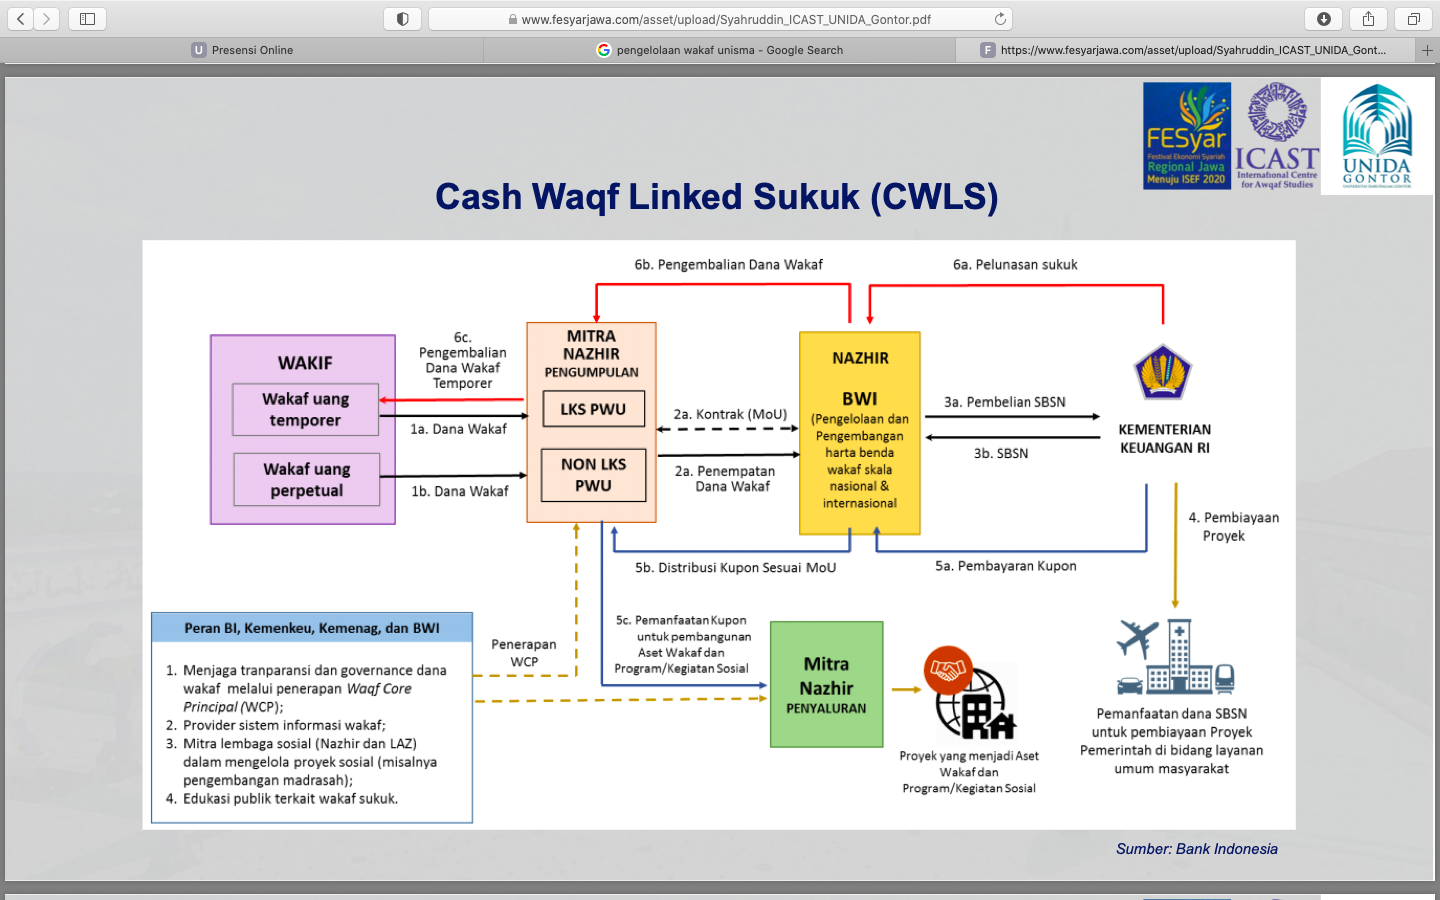 www.fesyarjawa.com/asset/upload/Syahruddin_ICAST_UNIDA_Gontor.pdf
U Presensi Online
G pengelolaan wakaf unisma - Google Search
F https://www.fesyarjawa.com/asset/upload/Syahruddin_ICAST_UNIDA_Gont...
FESyar
Festival Ekonomi Syariah
Regional Jawa
Menuju ISEF 2020
ICAST
International Centre
for Awqaf Studies
UNIDA
GONTOR
UNIVERSITAS DARUSSALAM GONTOR
Cash Waqf Linked Sukuk (CWLS)
6b. Pengembalian Dana Wakaf
6a. Pelunasan sukuk
WAKIF
Wakaf uang
temporer
Wakaf uang
perpetual
6c.
Pengembalian
Dana Wakaf
Temporer
1a. Dana Wakaf
1b. Dana Wakaf
MITRA
NAZHIR
PENGUMPULAN
LKS PWU
NON LKS
PWU
2a. Kontrak (MoU)
2a. Penempatan
Dana Wakaf
NAZHIR
BWI
(Pengelolaan dan
Pengembangan
harta benda
wakaf skala
nasional &
internasional
3a. Pembelian SBSN
3b. SBSN
KEMENTERIAN
KEUANGAN RI
4. Pembiayaan
Proyek
5b. Distribusi Kupon Sesuai MoU
5a. Pembayaran Kupon
Peran BI, Kemenkeu, Kemenag, dan BWI
1. Menjaga tranparansi dan governance dana
wakaf melalui penerapan Waqf Core
Principal (WCP);
2. Provider sistem informasi wakaf;
3. Mitra lembaga sosial (Nazhir dan LAZ)
dalam mengelola proyek sosial (misalnya
pengembangan madrasah);
4. Edukasi publik terkait wakaf sukuk.
Penerapan
WCP
5c. Pemanfaatan Kupon
untuk pembangunan
Aset Wakaf dan
Program/Kegiatan Sosial
Mitra
Nazhir
PENYALURAN
Proyek yang menjadi Aset
Wakaf dan
Program/Kegiatan Sosial
Pemanfaatan dana SBSN
untuk pembiayaan Proyek
Pemerintah di bidang layanan
umum masyarakat
Sumber: Bank Indonesia